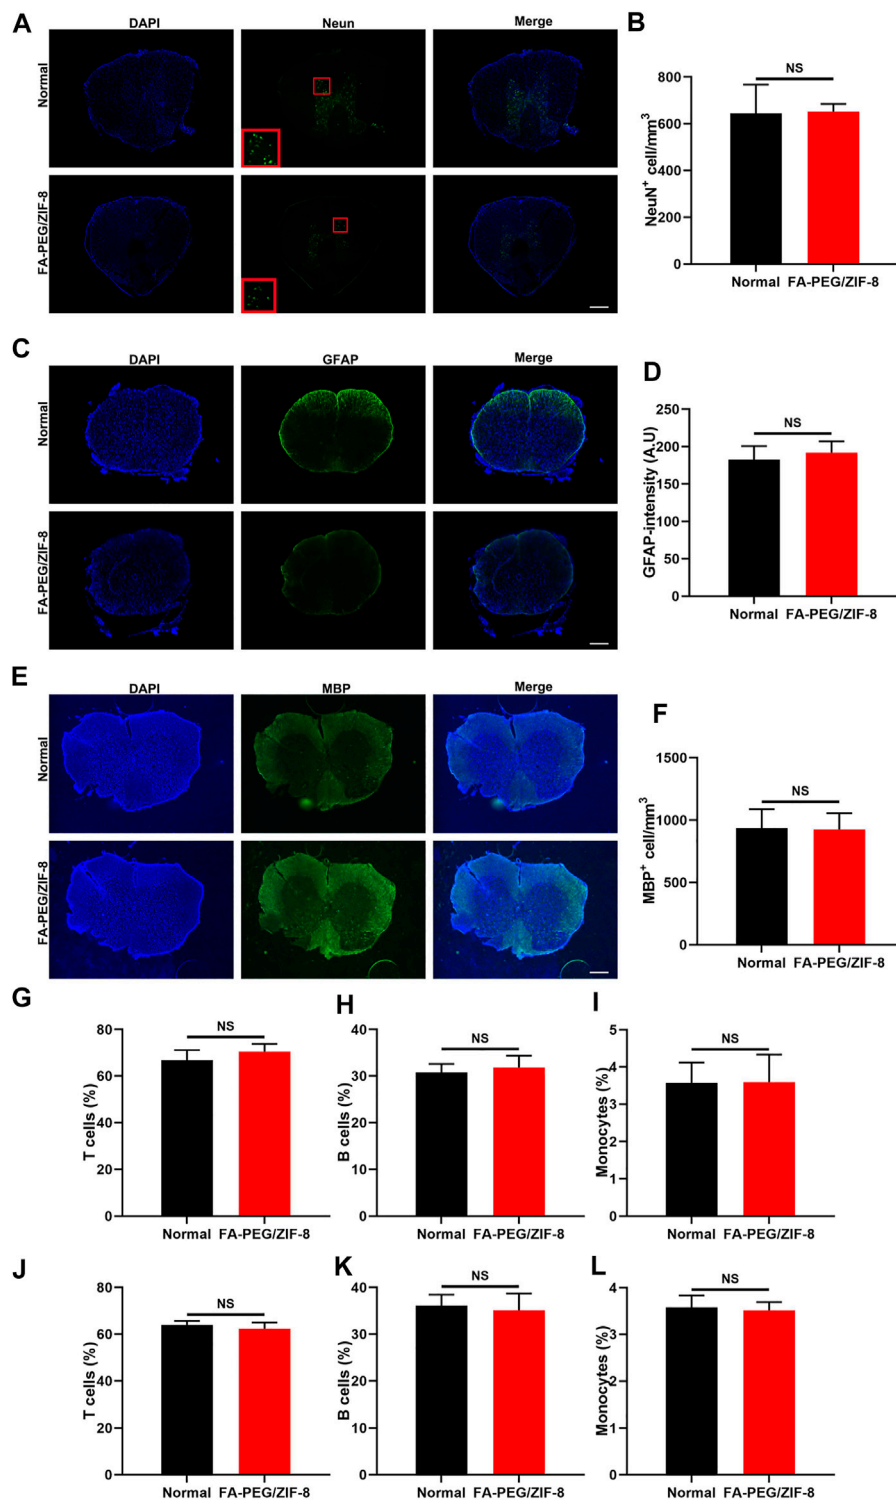 A
DAPI
Neun
Merge
Normal
FA-PEG/ZIF-8
B
NS
NeuN+ cell/mm3
800
600
400
200
0
Normal FA-PEG/ZIF-8
C
DAPI
GFAP
Merge
Normal
FA-PEG/ZIF-8
D
NS
GFAP-intensity (A.U)
250
200
150
100
50
0
Normal FA-PEG/ZIF-8
E
DAPI
MBP
Merge
Normal
FA-PEG/ZIF-8
F
NS
MBP+ cell/mm3
1500
1000
500
0
Normal FA-PEG/ZIF-8
G
NS
T cells (%)
80
60
40
20
0
Normal FA-PEG/ZIF-8
H
NS
B cells (%)
40
30
20
10
0
Normal FA-PEG/ZIF-8
I
NS
Monocytes (%)
5
4
3
2
1
0
Normal FA-PEG/ZIF-8
J
NS
T cells (%)
80
60
40
20
0
Normal FA-PEG/ZIF-8
K
NS
B cells (%)
40
30
20
10
0
Normal FA-PEG/ZIF-8
L
NS
Monocytes (%)
4
3
2
1
0
Normal FA-PEG/ZIF-8